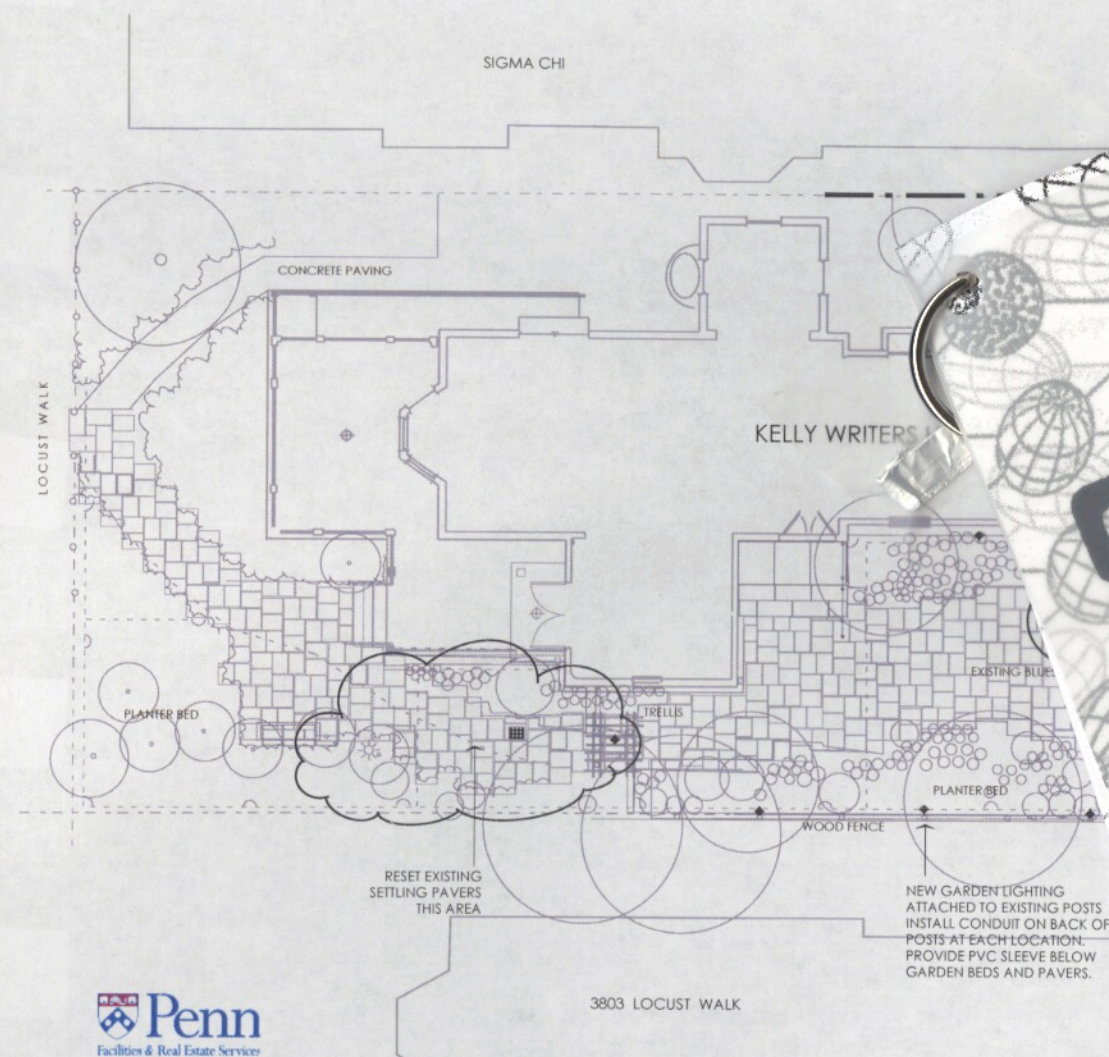 SIGMA CHI
CONCRETE PAVING
LOCUST WALK
KELLY WRITERS
EXISTING
TRELLIS
PLANTER BED
PLANTER BED
WOOD FENCE
RESET EXISTING
SETTLING PAVERS
THIS AREA
NEW GARDEN LIGHTING
ATTACHED TO EXISTING POSTS
INSTALL CONDUIT ON BACK OF
POSTS AT EACH LOCATION.
PROVIDE PVC SLEEVE BELOW
GARDEN BEDS AND PAVERS.
3803 LOCUST WALK
Penn
Facilities & Real Estate Services